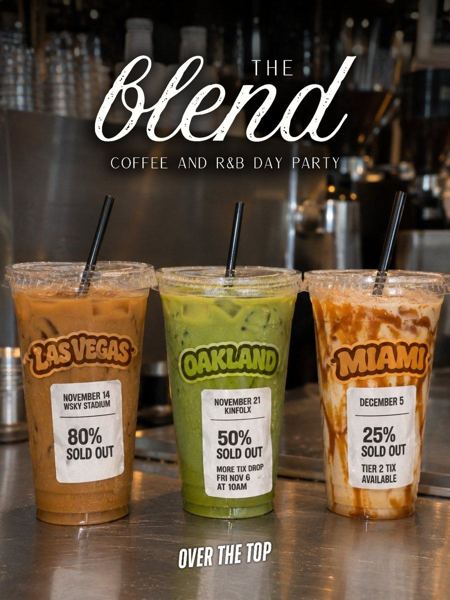 THE
blend
COFFEE AND R&B DAY PARTY
LAS VEGAS
NOVEMBER 14
WSKY STADIUM
80%
SOLD OUT
OAKLAND
NOVEMBER 21
KINFOLX
50%
SOLD OUT
MORE TIX DROP
FRI NOV 6
AT 10AM
MIAMI
DECEMBER 5
25%
SOLD OUT
TIER 2 TIX
AVAILABLE
OVER THE TOP